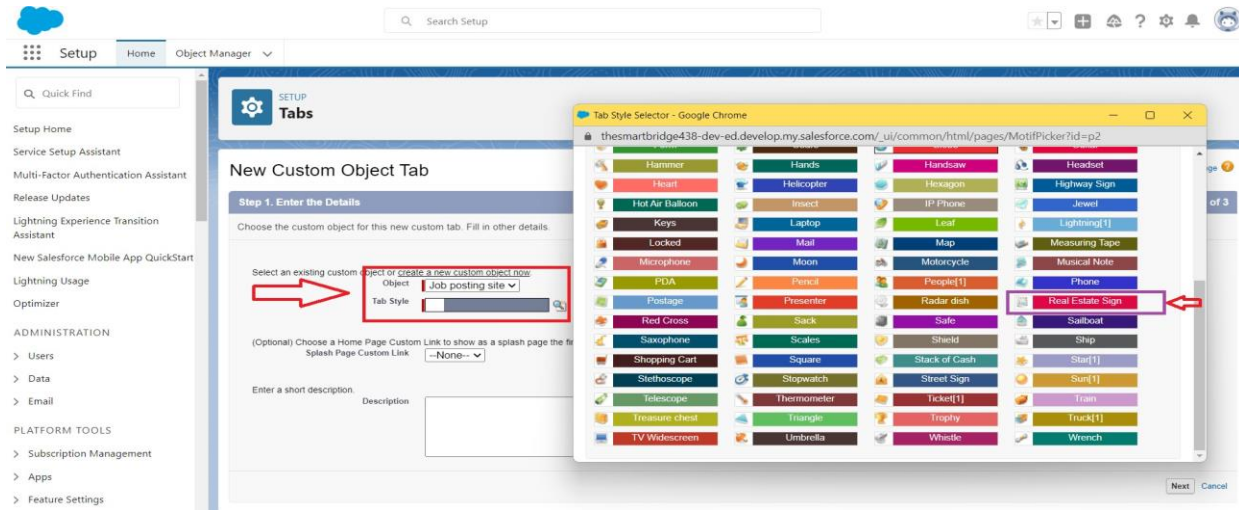 Search Setup
Setup
Home
Object Manager
Quick Find
Setup Home
Service Setup Assistant
Multi-Factor Authentication Assistant
Release Updates
Lightning Experience Transition
Assistant
New Salesforce Mobile App QuickStart
Lightning Usage
Optimizer
ADMINISTRATION
> Users
> Data
> Email
PLATFORM TOOLS
> Subscription Management
> Apps
> Feature Settings
SETUP
Tabs
New Custom Object Tab
Step 1. Enter the Details
of 3
Choose the custom object for this new custom tab. Fill in other details.
Select an existing custom object or create a new custom object now.
Object Job posting site
Tab Style
(Optional) Choose a Home Page Custom Link to show as a splash page the fi
Splash Page Custom Link --None--
Enter a short description.
Description
Next Cancel
Tab Style Selector - Google Chrome
thesmartbridge438-dev-ed.develop.my.salesforce.com/_ui/common/html/pages/MotifPicker?id=p2
Hammer Hands Handsaw Headset
Heart Helicopter Hexagon Highway Sign
Hot Air Balloon Insect IP Phone Jewel
Keys Laptop Leaf Lightning[1]
Locked Mail Map Measuring Tape
Microphone Moon Motorcycle Musical Note
PDA Pencil People[1] Phone
Postage Presenter Radar dish Real Estate Sign
Red Cross Sack Safe Sailboat
Saxophone Scales Shield Ship
Shopping Cart Square Stack of Cash Star[1]
Stethoscope Stopwatch Street Sign Sun[1]
Telescope Thermometer Ticket[1] Train
Treasure chest Triangle Trophy Truck[1]
TV Widescreen Umbrella Whistle Wrench